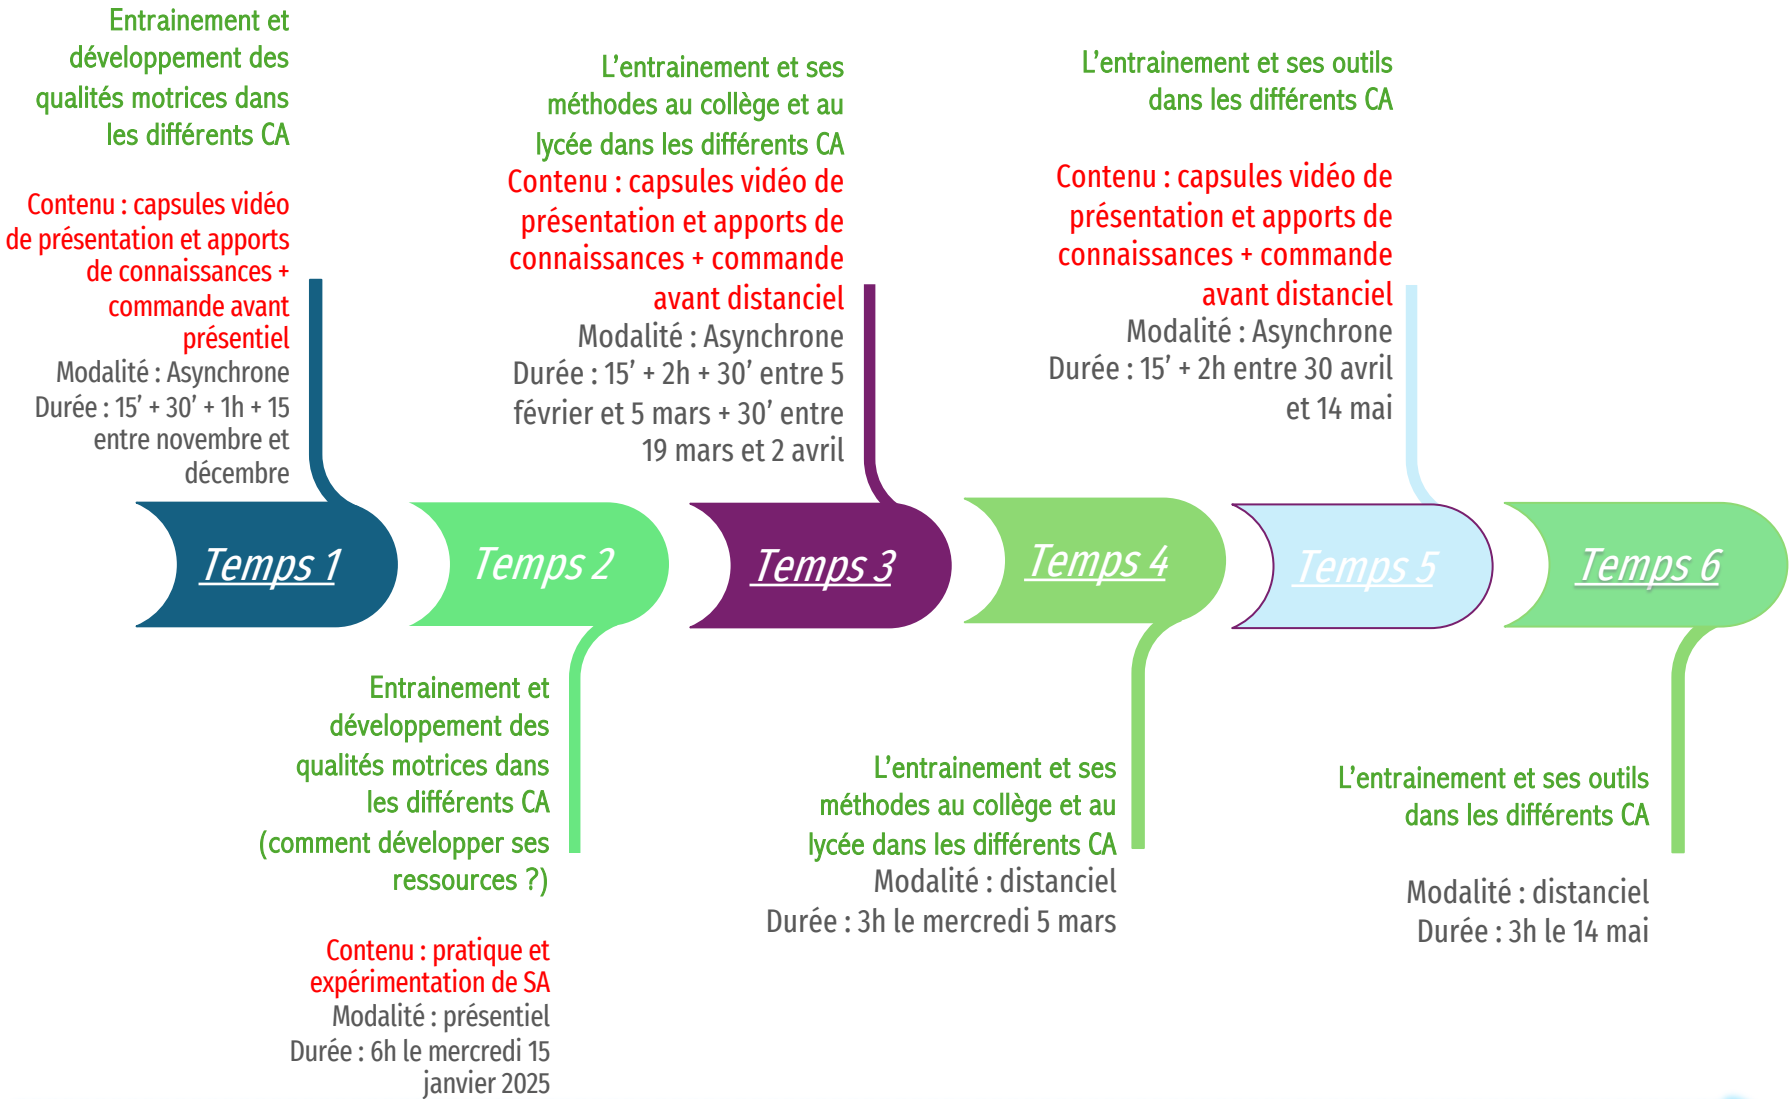 Entrainement et
développement des
qualités motrices dans
les différents CA
Contenu : capsules vidéo
de présentation et apports
de connaissances +
commande avant
présentiel
Modalité : Asynchrone
Durée : 15’ + 30’ + 1h + 15
entre novembre et
décembre
L’entrainement et ses
méthodes au collège et au
lycée dans les différents CA
Contenu : capsules vidéo de
présentation et apports de
connaissances + commande
avant distanciel
Modalité : Asynchrone
Durée : 15’ + 2h + 30’ entre 5
février et 5 mars + 30’ entre
19 mars et 2 avril
L’entrainement et ses outils
dans les différents CA
Contenu : capsules vidéo de
présentation et apports de
connaissances + commande
avant distanciel
Modalité : Asynchrone
Durée : 15’ + 2h entre 30 avril
et 14 mai
Temps 1
Temps 2
Temps 3
Temps 4
Temps 5
Temps 6
Entrainement et
développement des
qualités motrices dans
les différents CA
(comment développer ses
ressources ?)
Contenu : pratique et
expérimentation de SA
Modalité : présentiel
Durée : 6h le mercredi 15
janvier 2025
L’entrainement et ses
méthodes au collège et au
lycée dans les différents CA
Modalité : distanciel
Durée : 3h le mercredi 5 mars
L’entrainement et ses outils
dans les différents CA
Modalité : distanciel
Durée : 3h le 14 mai